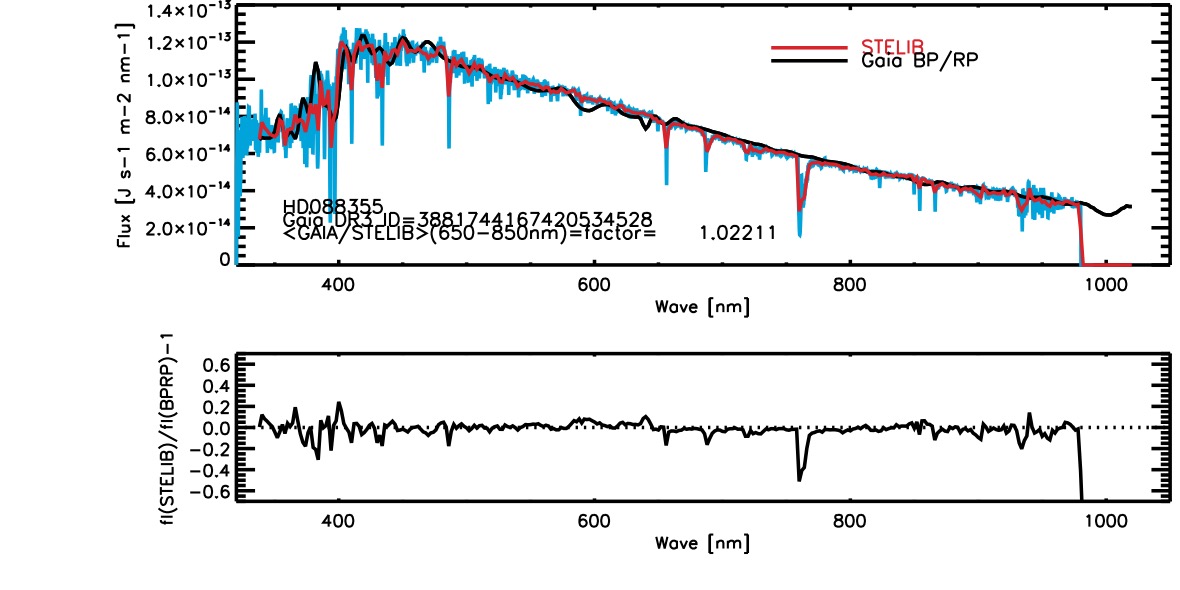 1.4×10−13
1.2×10−13
1.0×10−13
8.0×10−14
6.0×10−14
4.0×10−14
2.0×10−14
0
Flux [J s−1 m−2 nm−1]
STELIB
Gaia BP/RP
HD088355
Gaia DR3 ID=3881744167420534528
<GAIA/STELIB>(650−850nm)=factor= 1.02211
400 600 800 1000
Wave [nm]
fl(STELIB)/fl(BPRP)−1
0.6
0.4
0.2
0.0
−0.2
−0.4
−0.6
400 600 800 1000
Wave [nm]